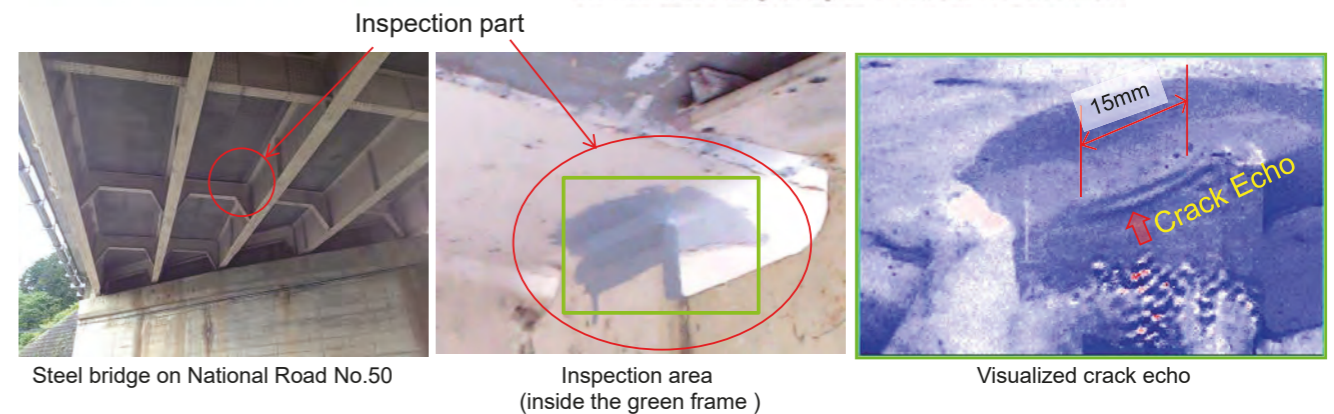 Inspection part
15mm
Crack Echo
Steel bridge on National Road No.50
Inspection area
(inside the green frame )
Visualized crack echo